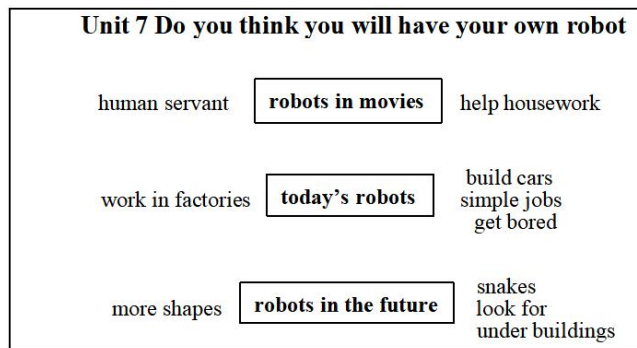 Unit 7 Do you think you will have your own robot
human servant robots in movies help housework
work in factories today's robots build cars
simple jobs
get bored
more shapes robots in the future snakes
look for
under buildings